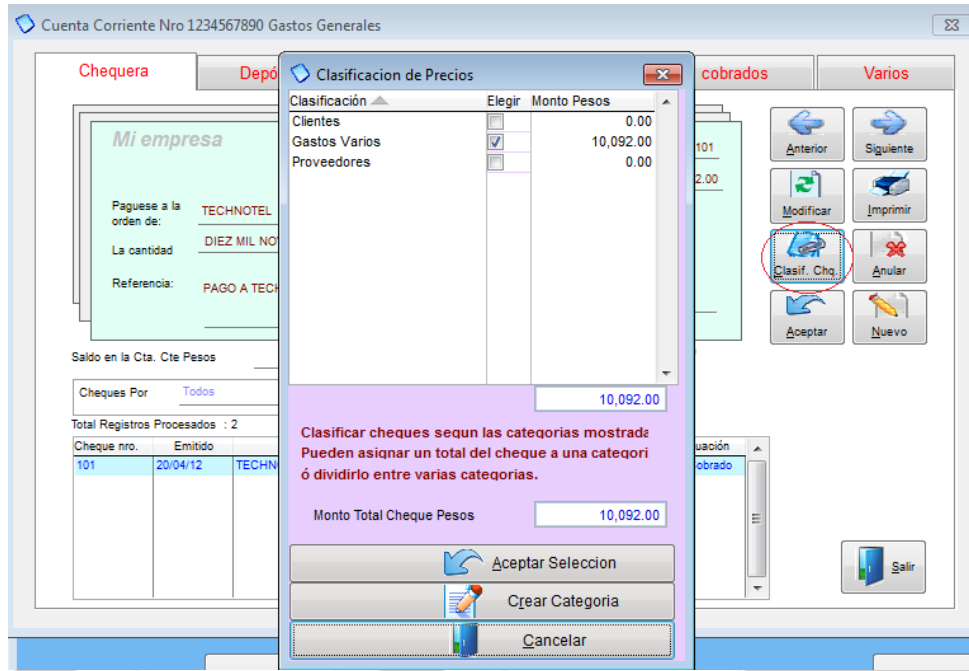 Cuenta Corriente Nro 1234567890 Gastos Generales
Chequera
Depó
cobrados
Varios
Mi empresa
101
2.00
Paguese a la
orden de:
TECHNOTEL
La cantidad
DIEZ MIL NO
Referencia:
PAGO A TECH
Saldo en la Cta. Cte Pesos
Cheques Por
Todos
Total Registros Procesados : 2
Cheque nro.
Emitido
uación
101
20/04/12
TECHN
obrado
Clasificacion de Precios
Clasificación
Elegir
Monto Pesos
Clientes
0.00
Gastos Varios
10,092.00
Proveedores
0.00
10,092.00
Clasificar cheques segun las categorias mostrada
Pueden asignar un total del cheque a una categori
ó dividirlo entre varias categorias.
Monto Total Cheque Pesos
10,092.00
Aceptar Seleccion
Crear Categoria
Cancelar
Anterior
Siguiente
Modificar
Imprimir
Clasif. Chq.
Anular
Aceptar
Nuevo
Salir